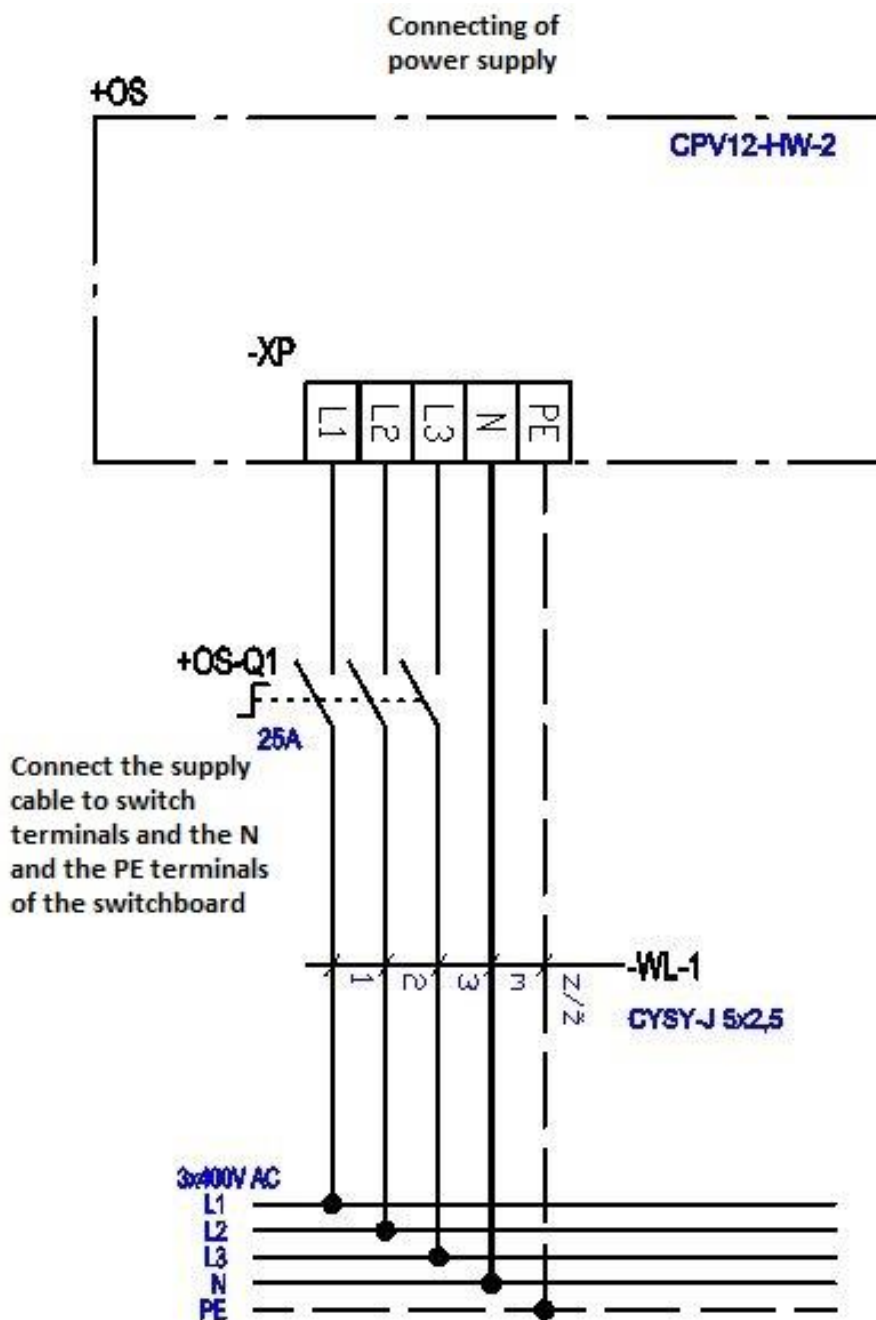 Connecting of
power supply
+OS
CPV12-HW-2
-XP
L1 L2 L3 N PE
+OS-Q1
25A
Connect the supply
cable to switch
terminals and the N
and the PE terminals
of the switchboard
1 2 3 n z/ž
-WL-1
CYSY-J 5x2,5
3x400V AC
L1
L2
L3
N
PE